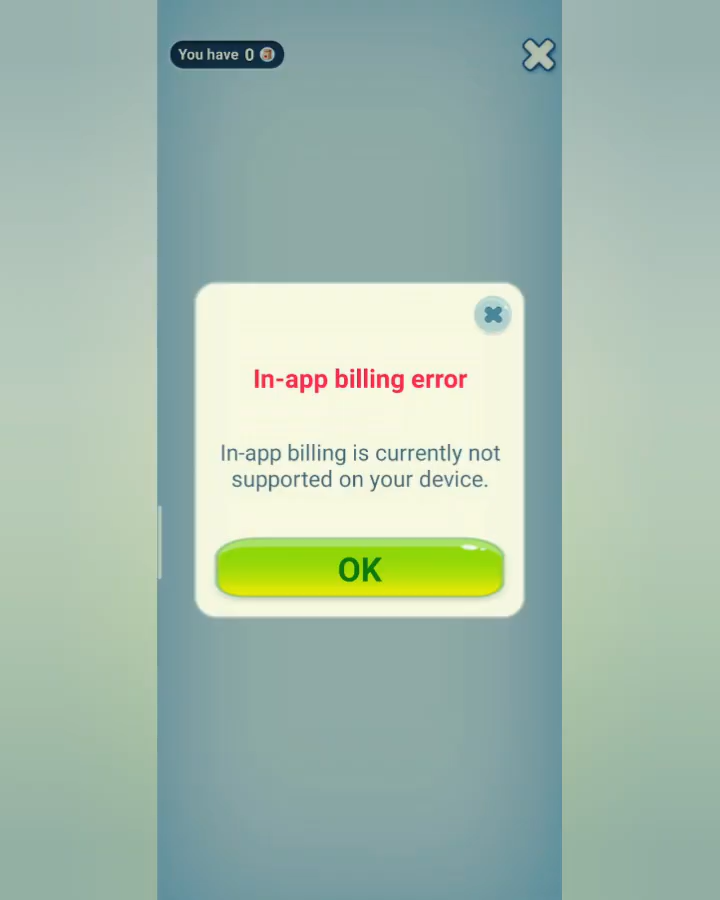 You have 0
In-app billing error
In-app billing is currently not
supported on your device.
OK